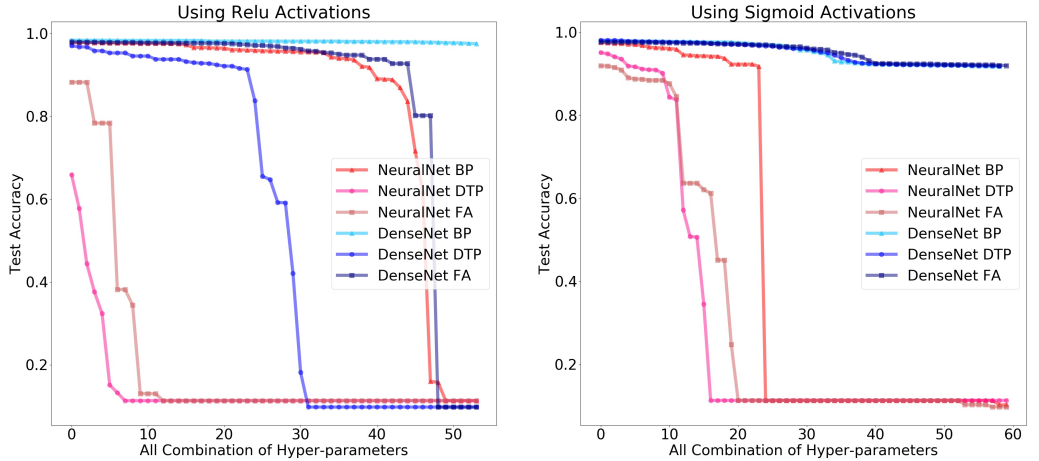 Using Relu Activations
1.0
0.8
0.6
0.4
0.2
Test Accuracy
NeuralNet BP
NeuralNet DTP
NeuralNet FA
DenseNet BP
DenseNet DTP
DenseNet FA
0 10 20 30 40 50
All Combination of Hyper-parameters
Using Sigmoid Activations
1.0
0.8
0.6
0.4
0.2
Test Accuracy
NeuralNet BP
NeuralNet DTP
NeuralNet FA
DenseNet BP
DenseNet DTP
DenseNet FA
0 10 20 30 40 50 60
All Combination of Hyper-parameters